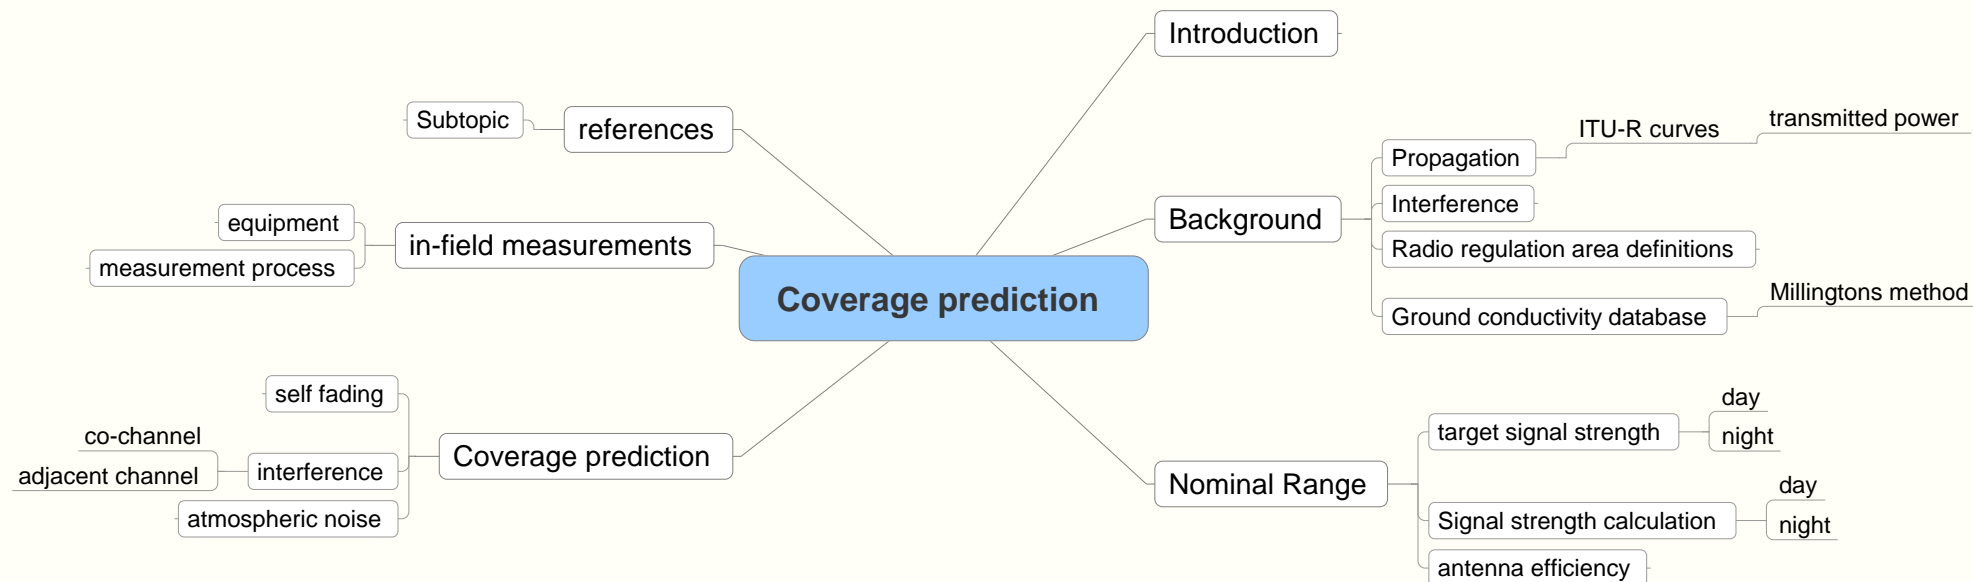 Coverage prediction
Introduction
Background
Propagation
ITU-R curves
transmitted power
Interference
Radio regulation area definitions
Ground conductivity database
Millingtons method
Nominal Range
target signal strength
day
night
Signal strength calculation
day
night
antenna efficiency
references
Subtopic
in-field measurements
equipment
measurement process
Coverage prediction
self fading
interference
co-channel
adjacent channel
atmospheric noise